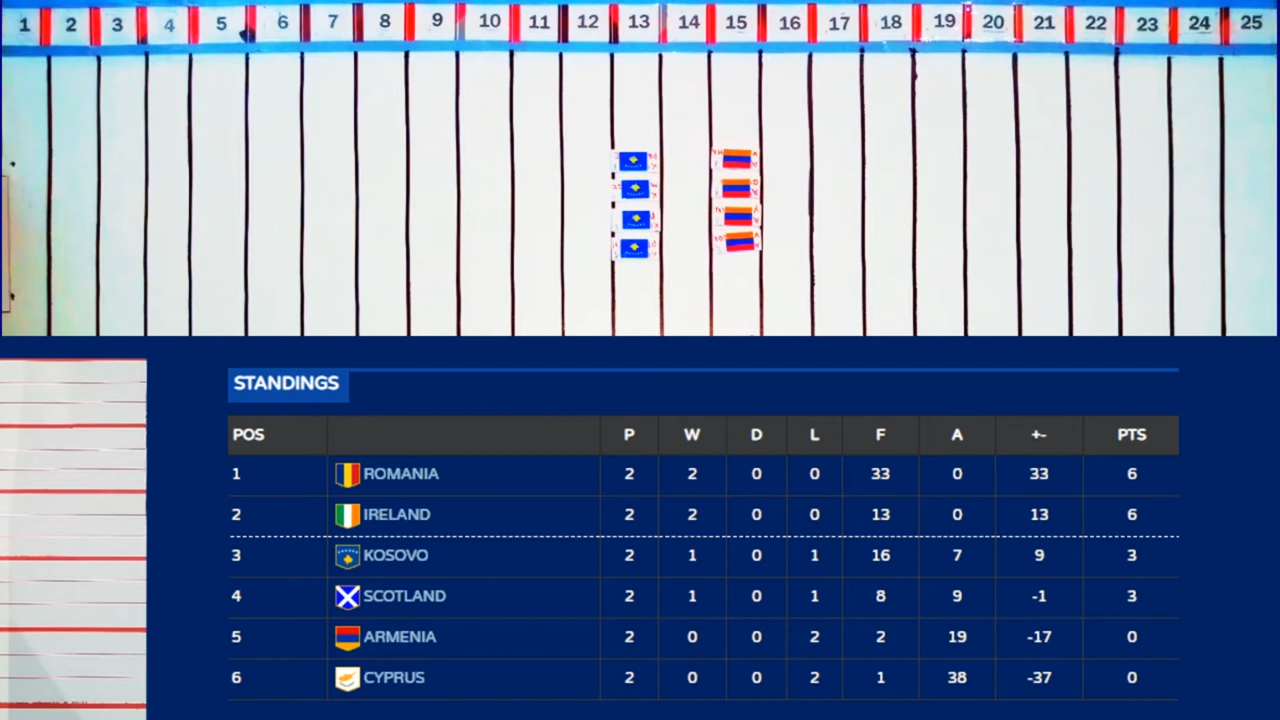 1 2 3 4 5 6 7 8 9 10 11 12 13 14 15 16 17 18 19 20 21 22 23 24 25
STANDINGS
POS P W D L F A +- PTS
1 ROMANIA 2 2 0 0 33 0 33 6
2 IRELAND 2 2 0 0 13 0 13 6
3 KOSOVO 2 1 0 1 16 7 9 3
4 SCOTLAND 2 1 0 1 8 9 -1 3
5 ARMENIA 2 0 0 2 2 19 -17 0
6 CYPRUS 2 0 0 2 1 38 -37 0